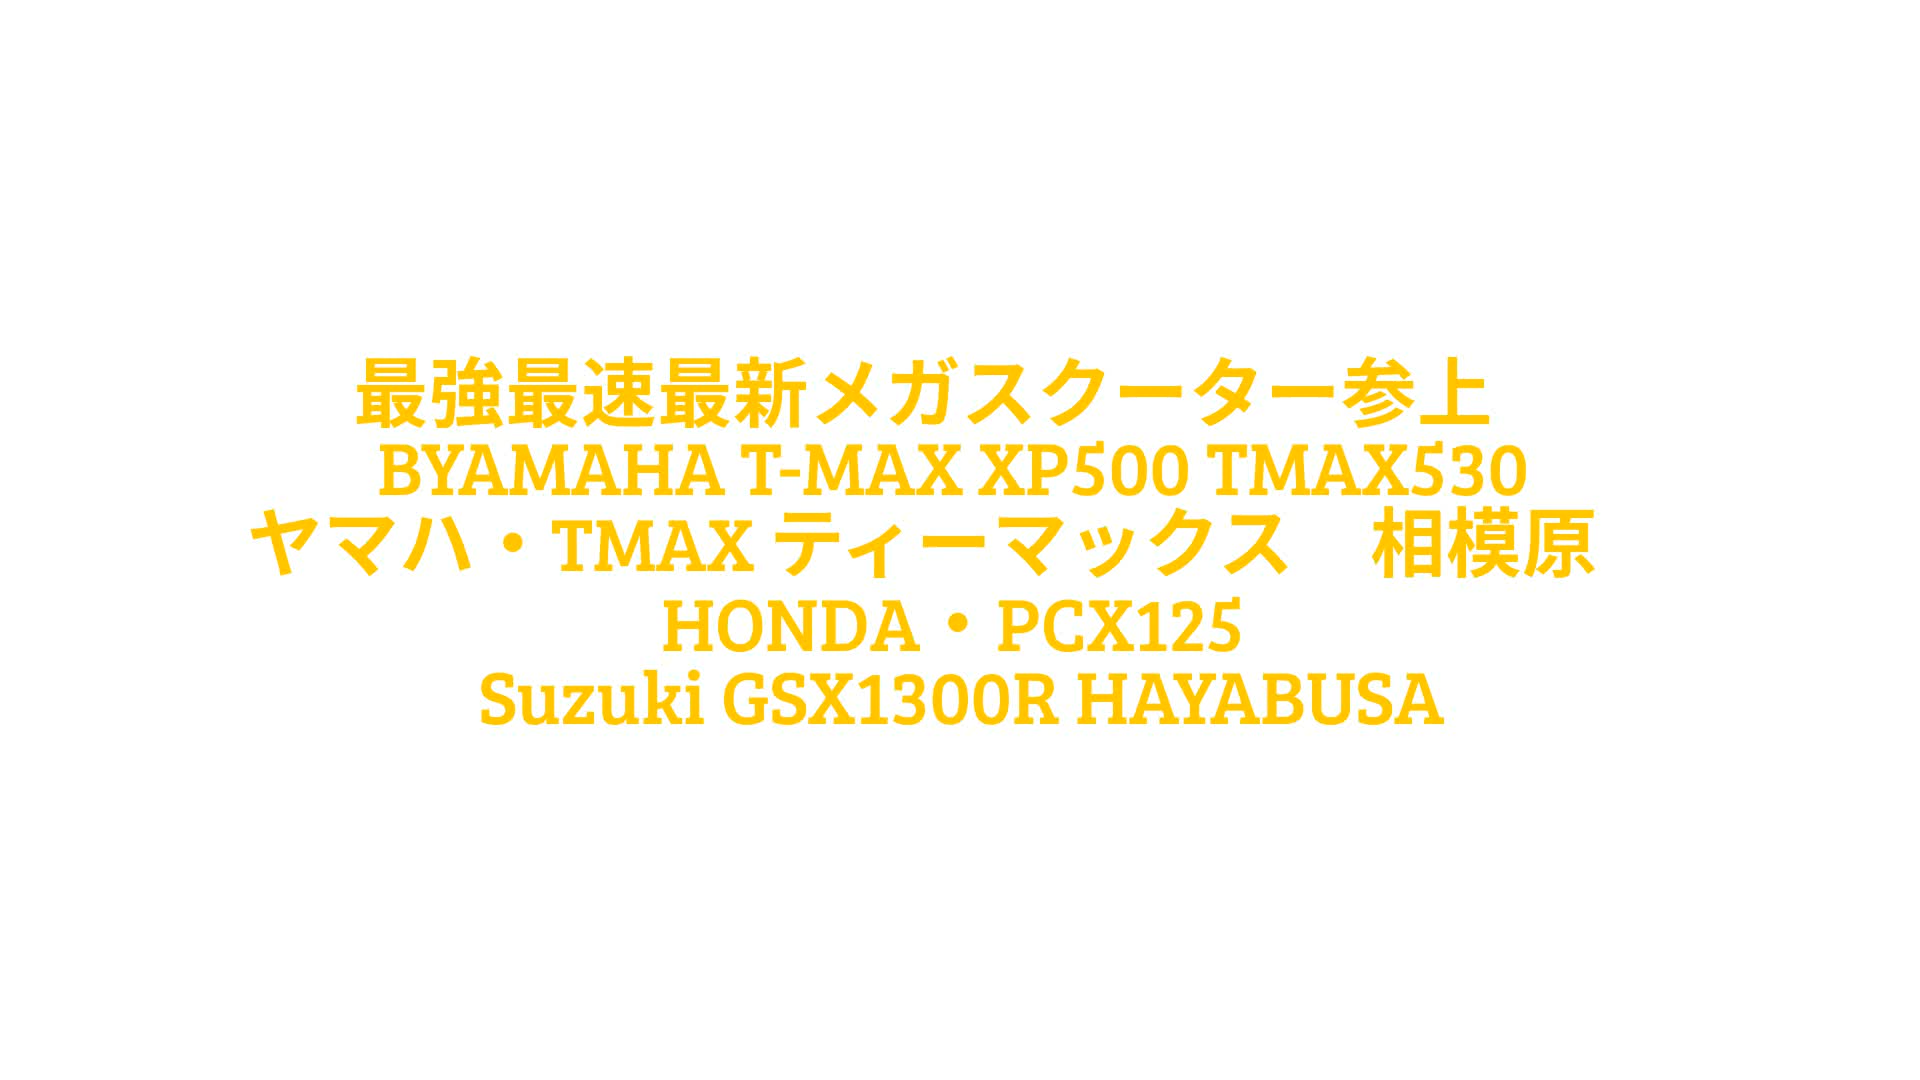 最強最速最新メガスクーター参上
BYAMAHA T-MAX XP500 TMAX530
ヤマハ・TMAX ティーマックス　相模原
HONDA・PCX125
Suzuki GSX1300R HAYABUSA